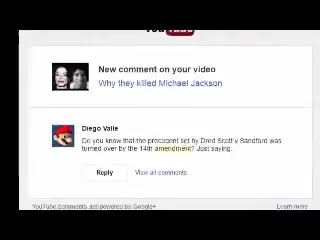 YouTube
New comment on your video
Why they killed Michael Jackson
Diego Valle
Do you know that the precedent set by Dred Scott v Sandford was
turned over by the 14th amendment? Just saying.
Reply View all comments
YouTube comments are powered by Google+ Learn more